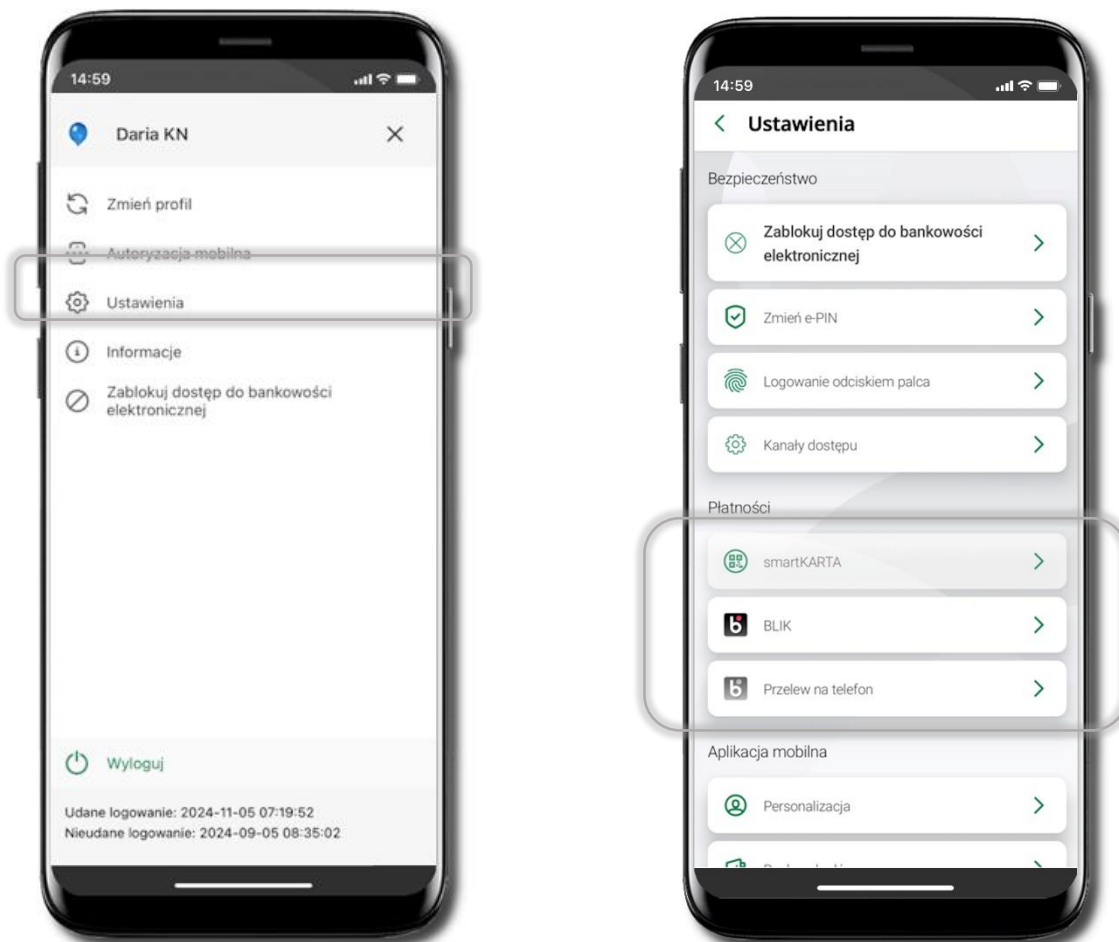 14:59
Daria KN
Zmień profil
Autoryzacja mobilna
Ustawienia
Informacje
Zablokuj dostęp do bankowości
elektronicznej
Wyloguj
Udane logowanie: 2024-11-05 07:19:52
Nieudane logowanie: 2024-09-05 08:35:02
14:59
Ustawienia
Bezpieczeństwo
Zablokuj dostęp do bankowości
elektronicznej
Zmień e-PIN
Logowanie odciskiem palca
Kanały dostępu
Płatności
smartKARTA
BLIK
Przelew na telefon
Aplikacja mobilna
Personalizacja